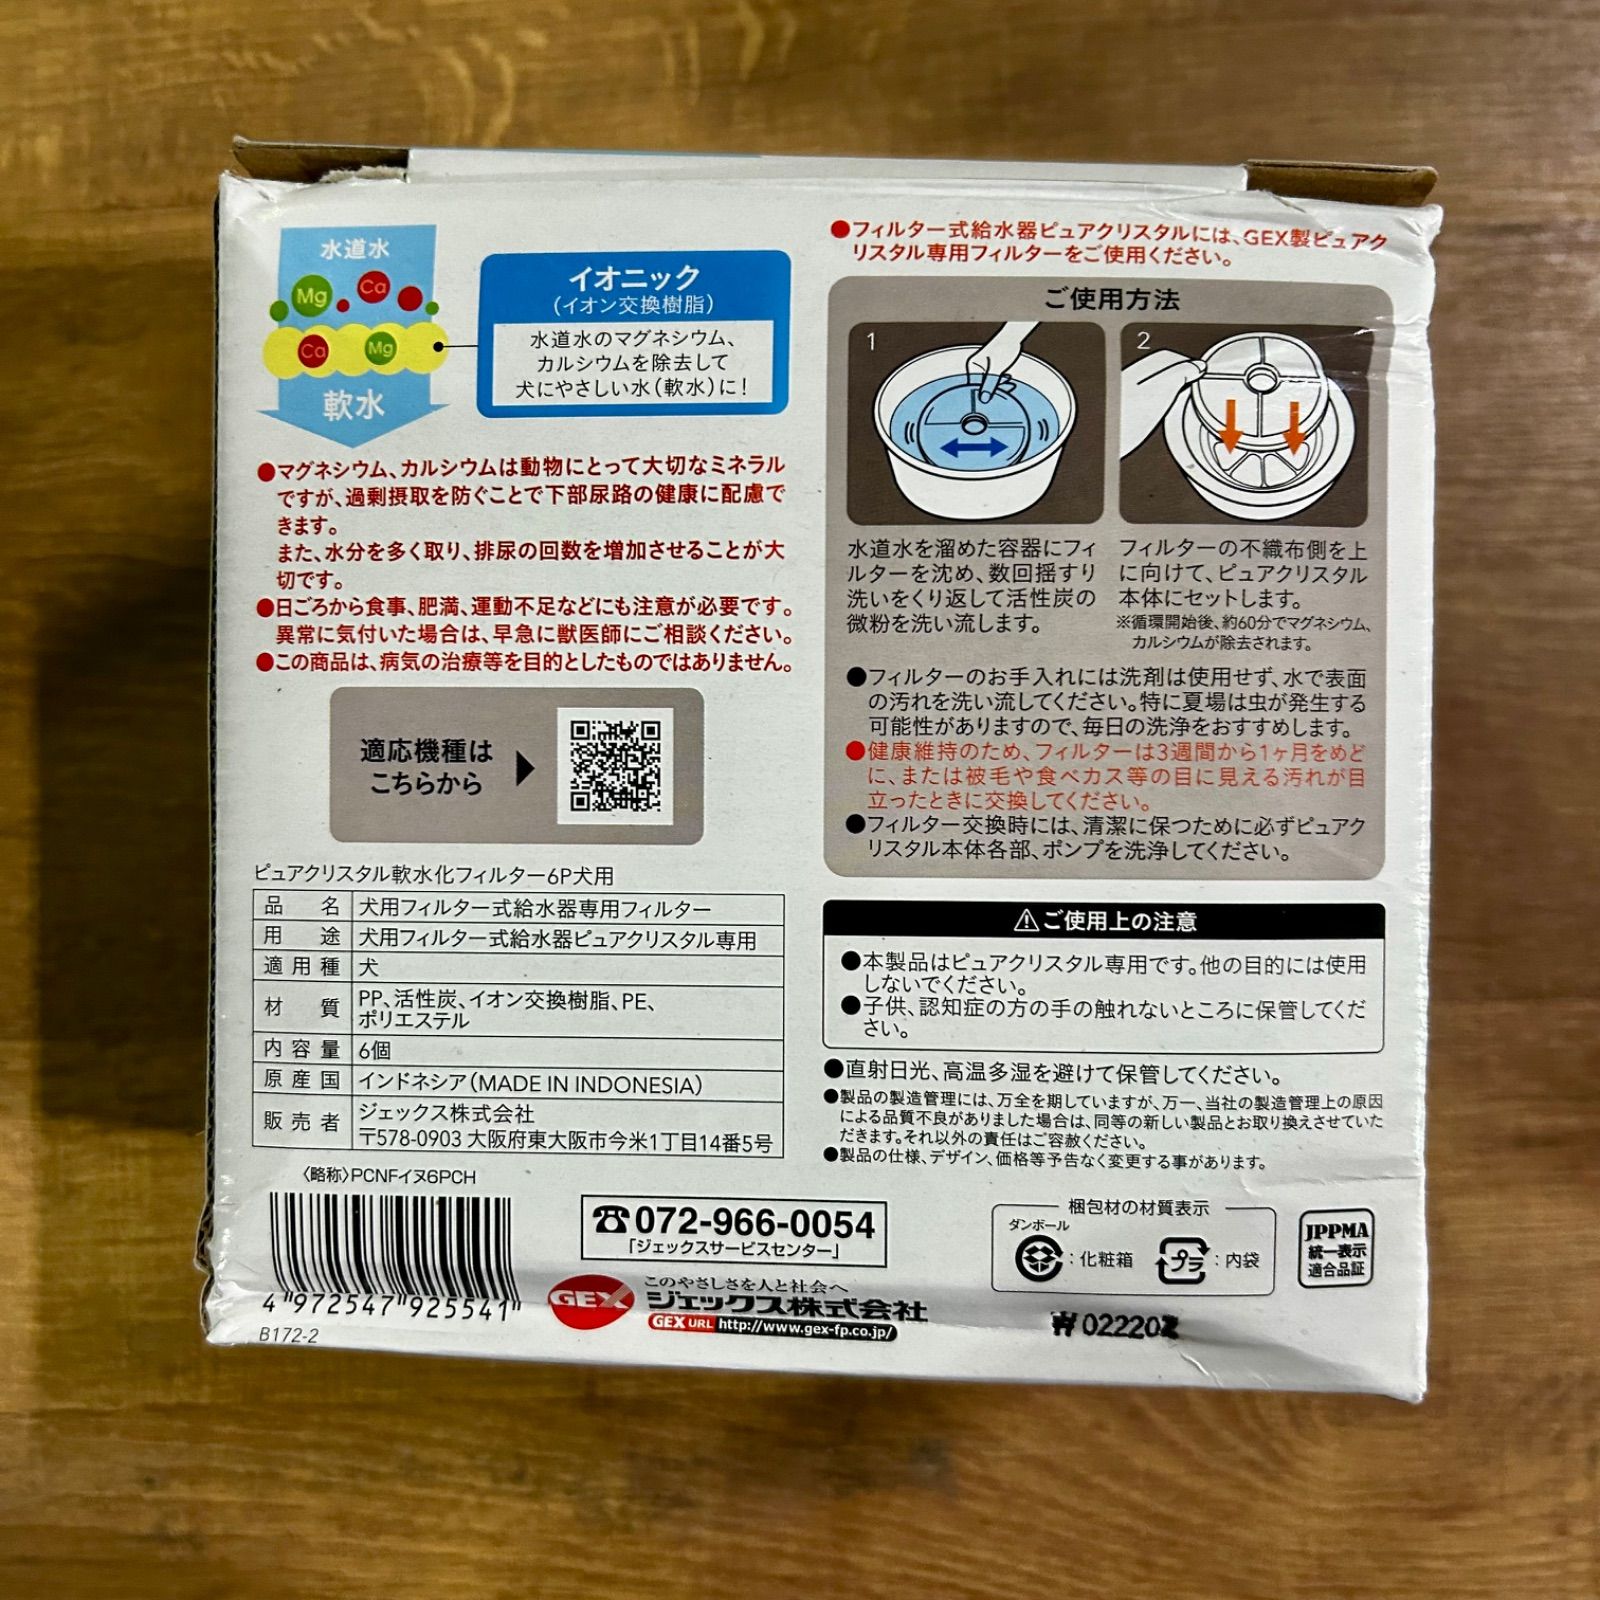 水道水
Mg
Ca
Ca
Mg
軟水
イオニック
(イオン交換樹脂)
水道水のマグネシウム、
カルシウムを除去して
犬にやさしい水(軟水)に!
●マグネシウム、カルシウムは動物にとって大切なミネラル
ですが、過剰摂取を防ぐことで下部尿路の健康に配慮で
きます。
また、水分を多く取り、排尿の回数を増加させることが大
切です。
●日ごろから食事、肥満、運動不足などにも注意が必要です。
異常に気付いた場合は、早急に獣医師にご相談ください。
●この商品は、病気の治療等を目的としたものではありません。
適応機種は
こちらから
ピュアクリスタル軟水化フィルター6P犬用
品名 犬用フィルター式給水器専用フィルター
用途 犬用フィルター式給水器ピュアクリスタル専用
適用種 犬
材質 PP、活性炭、イオン交換樹脂、PE、
ポリエステル
内容量 6個
原産国 インドネシア(MADE IN INDONESIA)
販売者 ジェックス株式会社
〒578-0903 大阪府東大阪市今米1丁目14番5号
〈略称〉PCNFイヌ6PCH
4 972547 925541
B172-2
●フィルター式給水器ピュアクリスタルには、GEX製ピュアク
リスタル専用フィルターをご使用ください。
ご使用方法
1
水道水を溜めた容器にフィ
ルターを沈め、数回揺すり
洗いをくり返して活性炭の
微粉を洗い流します。
2
フィルターの不織布側を上
に向けて、ピュアクリスタル
本体にセットします。
※循環開始後、約60分でマグネシウム、
カルシウムが除去されます。
●フィルターのお手入れには洗剤は使用せず、水で表面
の汚れを洗い流してください。特に夏場は虫が発生する
可能性がありますので、毎日の洗浄をおすすめします。
●健康維持のため、フィルターは3週間から1ヶ月をめど
に、または被毛や食べカス等の目に見える汚れが目
立ったときに交換してください。
●フィルター交換時には、清潔に保つために必ずピュアク
リスタル本体各部、ポンプを洗浄してください。
⚠ご使用上の注意
●本製品はピュアクリスタル専用です。他の目的には使用
しないでください。
●子供、認知症の方の手の触れないところに保管してくだ
さい。
●直射日光、高温多湿を避けて保管してください。
●製品の製造管理には、万全を期していますが、万一、当社の製造管理上の原因
による品質不良がありました場合は、同等の新しい製品とお取り換えさせていた
だきます。それ以外の責任はご容赦ください。
●製品の仕様、デザイン、価格等予告なく変更する事があります。
☎072-966-0054
「ジェックスサービスセンター」
GEX
このやさしさを人と社会へ
ジェックス株式会社
GEX URL http://www.gex-fp.co.jp/
梱包材の材質表示
ダンボール
:化粧箱
プラ
:内袋
JPPMA
統一表示
適合品証